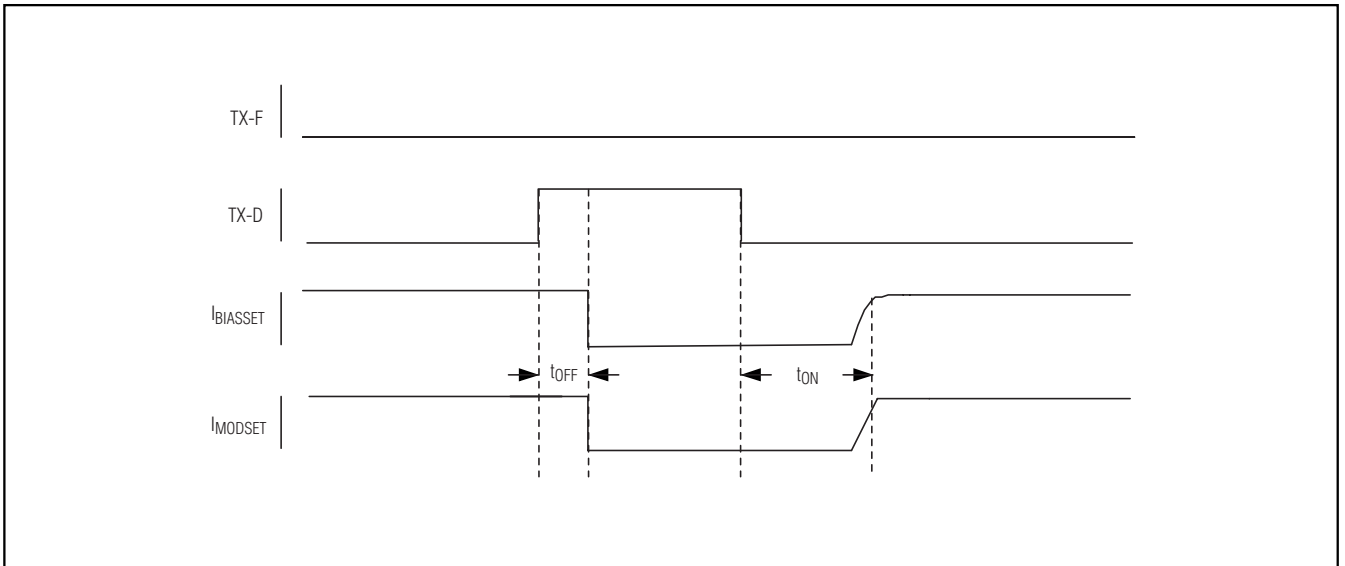 TX-F
TX-D
IBIASSET
tOFF
tON
IMODSET